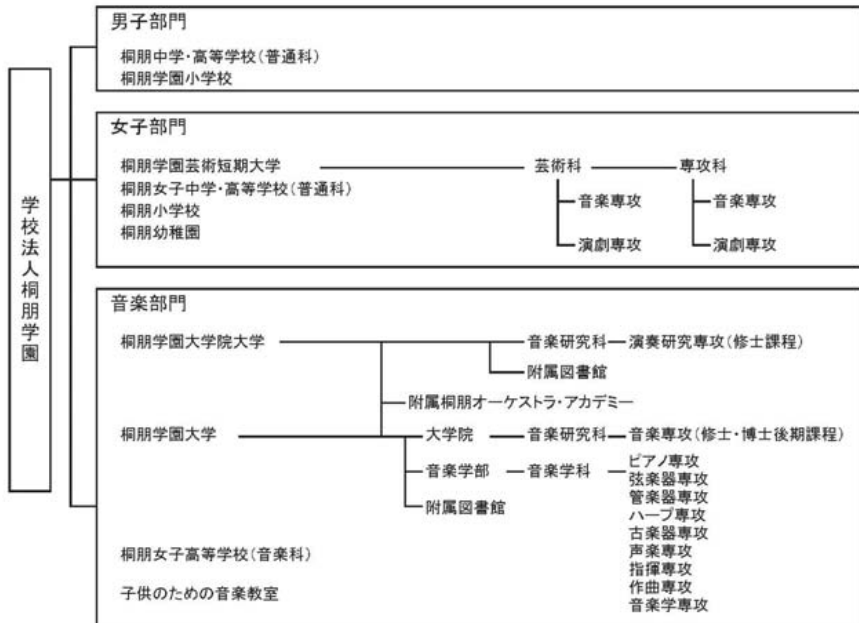 学校法人桐朋学園
男子部門
桐朋中学・高等学校(普通科)
桐朋学園小学校
女子部門
桐朋学園芸術短期大学 芸術科 専攻科
桐朋女子中学・高等学校(普通科)
音楽専攻 音楽専攻
桐朋小学校
桐朋幼稚園
演劇専攻 演劇専攻
音楽部門
桐朋学園大学院大学 音楽研究科 演奏研究専攻(修士課程)
附属図書館
附属桐朋オーケストラ・アカデミー
桐朋学園大学 大学院 音楽研究科 音楽専攻(修士・博士後期課程)
音楽学部 音楽学科 ピアノ専攻
弦楽器専攻
附属図書館 管楽器専攻
ハープ専攻
古楽器専攻
桐朋女子高等学校(音楽科) 声楽専攻
指揮専攻
子供のための音楽教室 作曲専攻
音楽学専攻